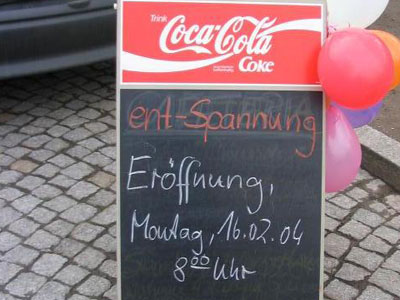 Trink
Coca-Cola
Coke
ent-Spannung
Eröffnung,
Montag, 16.02.04
8⁰⁰ Uhr